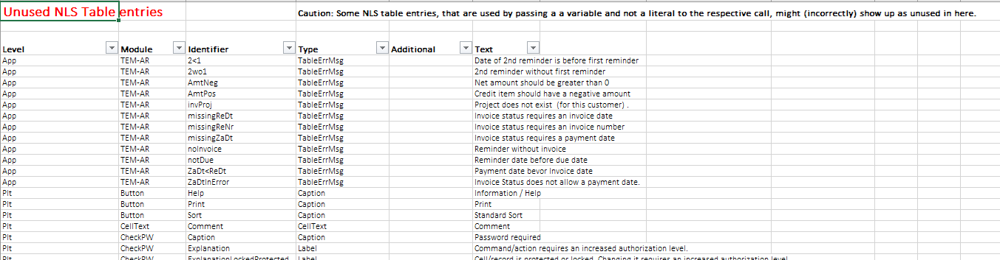 Unused NLS Table entries Caution: Some NLS table entries, that are used by passing a a variable and not a literal to the respective call, might (incorrectly) show up as unused in here.
Level Module Identifier Type Additional Text
App TEM-AR 2<1 TableErrMsg Date of 2nd reminder is before first reminder
App TEM-AR 2wo1 TableErrMsg 2nd reminder without first reminder
App TEM-AR AmtNeg TableErrMsg Net amount should be greater than 0
App TEM-AR AmtPos TableErrMsg Credit item should have a negative amount
App TEM-AR invProj TableErrMsg Project does not exist (for this customer) .
App TEM-AR missingReDt TableErrMsg Invoice status requires an invoice date
App TEM-AR missingReNr TableErrMsg Invoice status requires an invoice number
App TEM-AR missingZaDt TableErrMsg Invoice status requires a payment date
App TEM-AR noInvoice TableErrMsg Reminder without invoice
App TEM-AR notDue TableErrMsg Reminder date before due date
App TEM-AR ZaDt<ReDt TableErrMsg Payment date bevor Invoice date
App TEM-AR ZaDtInError TableErrMsg Invoice Status does not allow a payment date.
Plt Button Help Caption Information / Help
Plt Button Print Caption Print
Plt Button Sort Caption Standard Sort
Plt CellText Comment CellText Comment
Plt CheckPW Caption Caption Password required
Plt CheckPW Explanation Label Command/action requires an increased authorization level.
Plt CheckPW ExplanationLockedProtected Label Cell/record is protected or locked. Changing it requires an increased authorization level